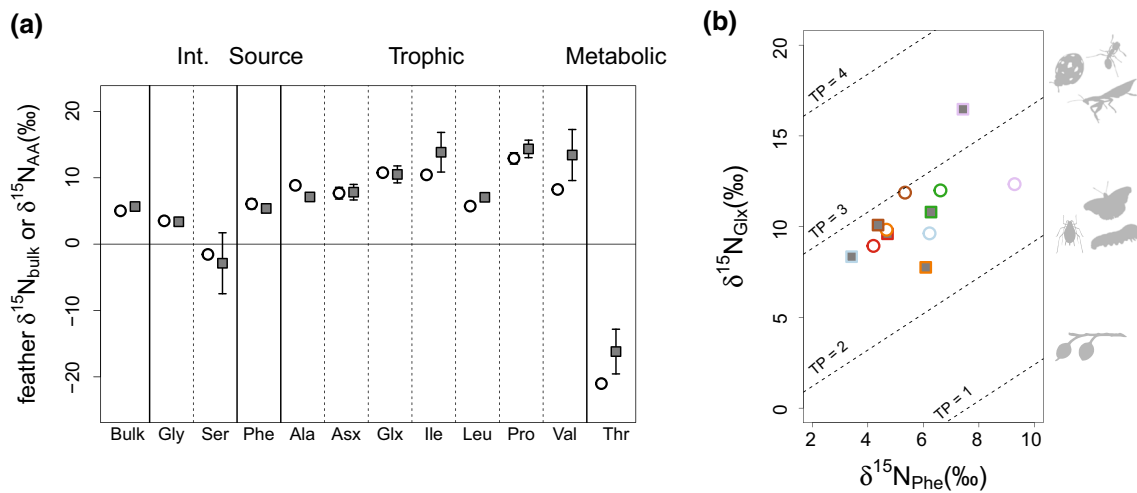 (a)
Int. Source Trophic Metabolic
feather δ15Nbulk or δ15NAA(‰)
20
10
0
−10
−20
Bulk Gly Ser Phe Ala Asx Glx Ile Leu Pro Val Thr
(b)
δ15NGlx(‰)
20
15
10
5
0
TP = 4
TP = 3
TP = 2
TP = 1
2 4 6 8 10
δ15NPhe(‰)